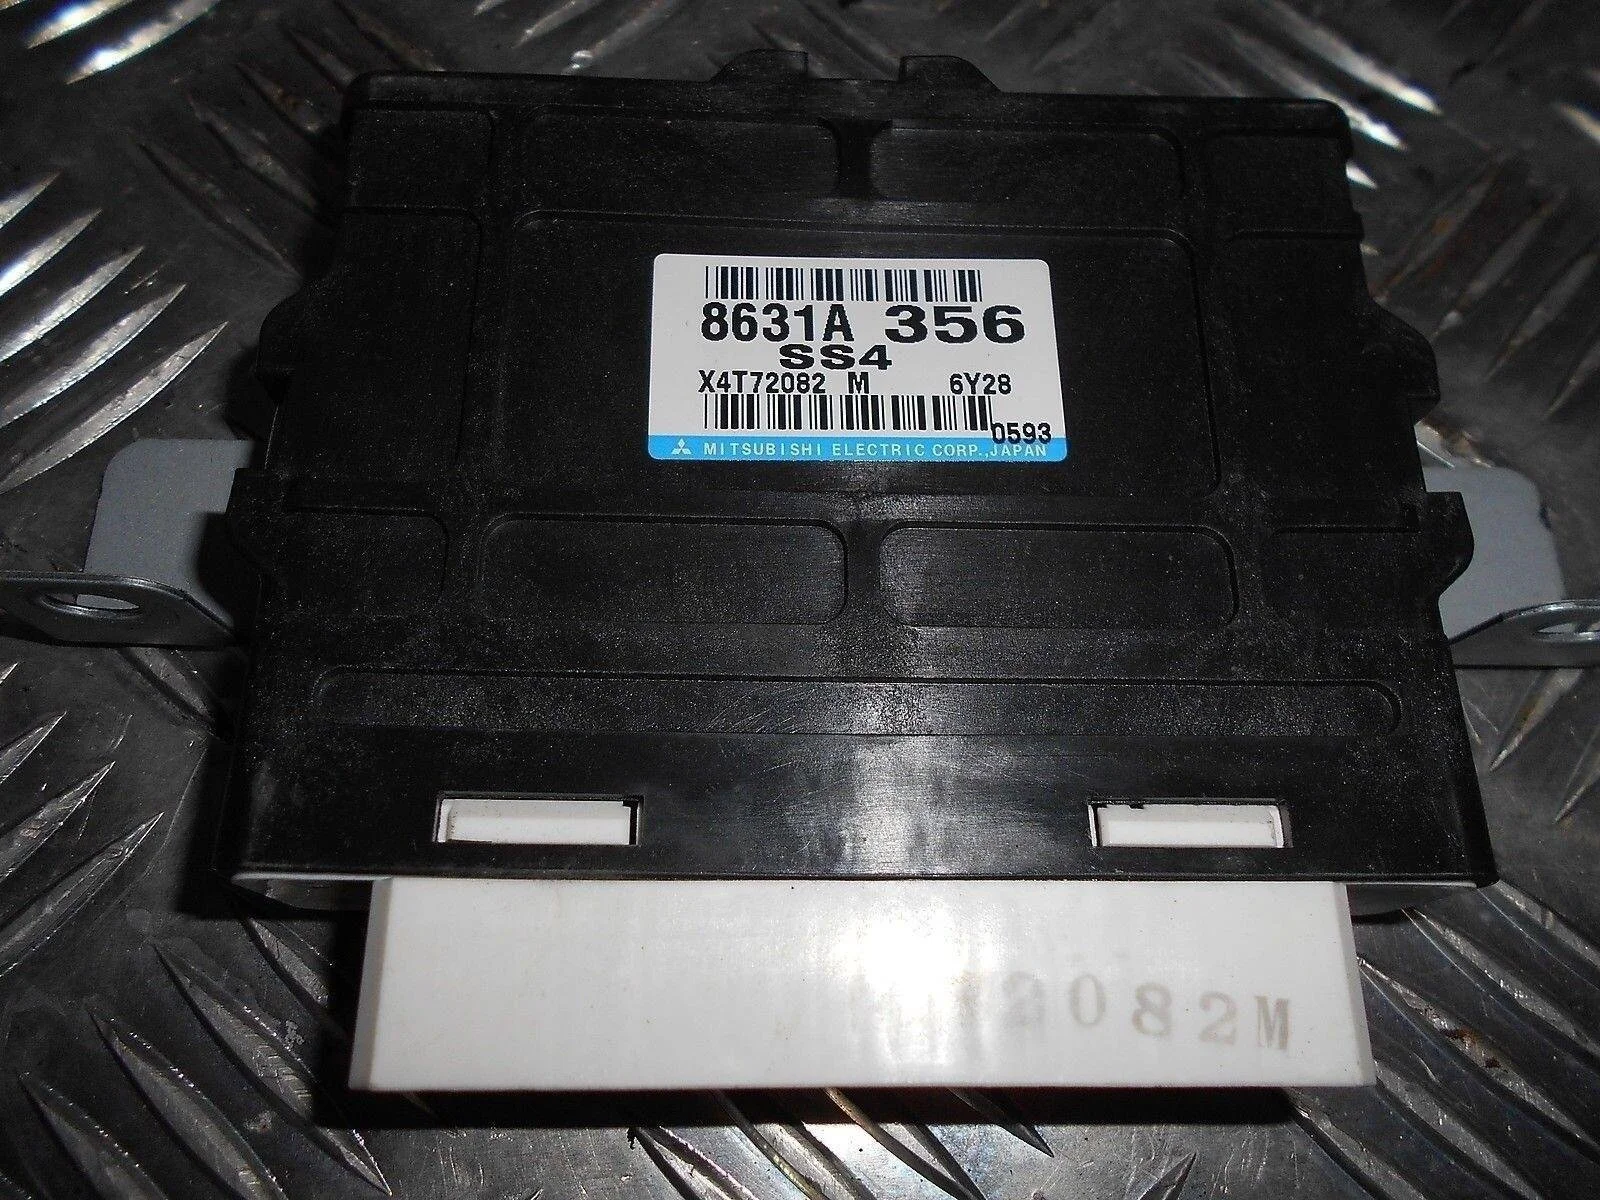 8631A 356
SS4
X4T72082 M 6Y28
0593
MITSUBISHI ELECTRIC CORP., JAPAN
2082M